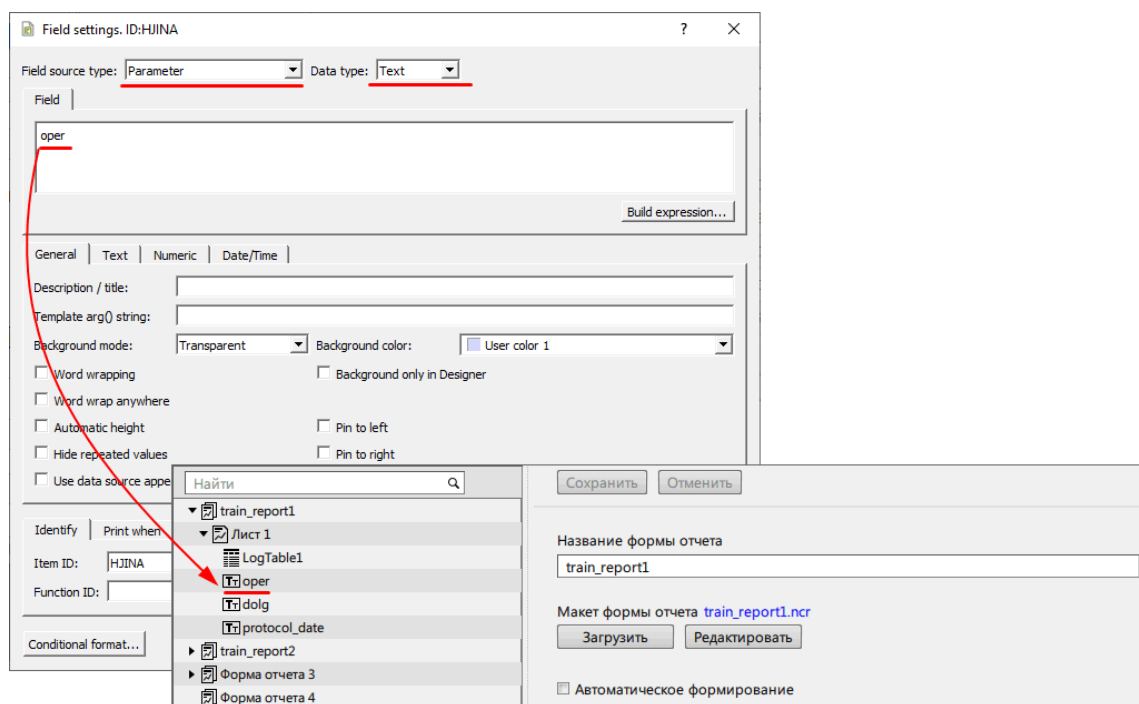 Field settings. ID:HJINA
?
Field source type: Parameter Data type: Text
Field
oper
Build expression...
General Text Numeric Date/Time
Description / title:
Template arg() string:
Background mode: Transparent Background color: User color 1
Word wrapping Background only in Designer
Word wrap anywhere
Automatic height Pin to left
Hide repeated values Pin to right
Use data source appe
Identify Print when
Item ID: HJINA
Function ID:
Conditional format...
Найти
train_report1
Лист 1
LogTable1
oper
dolg
protocol_date
train_report2
Форма отчета 3
Форма отчета 4
Сохранить Отменить
Название формы отчета
train_report1
Макет формы отчета train_report1.ncr
Загрузить Редактировать
Автоматическое формирование